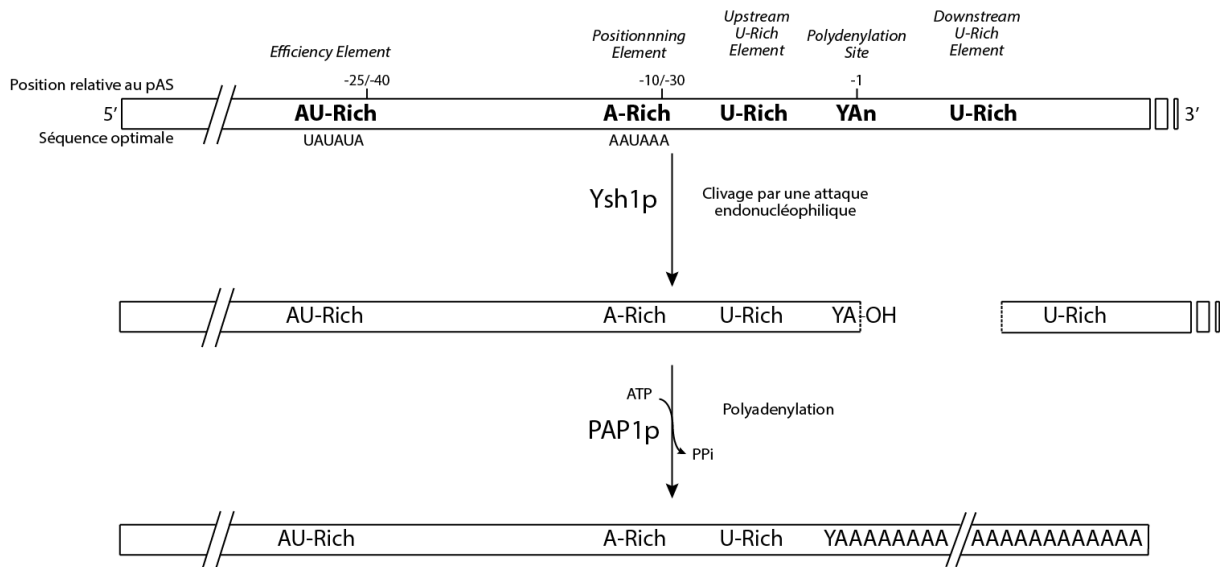 Efficiency Element
Positionnning
Element
Upstream
U-Rich
Element
Polydenylation
Site
Downstream
U-Rich
Element
Position relative au pAS
-25/-40
-10/-30
-1
5’
AU-Rich
A-Rich
U-Rich
YAn
U-Rich
3’
Séquence optimale
UAUAUA
AAUAAA
Ysh1p
Clivage par une attaque
endonucléophilique
AU-Rich
A-Rich
U-Rich
YA-OH
U-Rich
ATP
PAP1p
PPi
Polyadenylation
AU-Rich
A-Rich
U-Rich
YAAAAAAAA
AAAAAAAAAAAAA